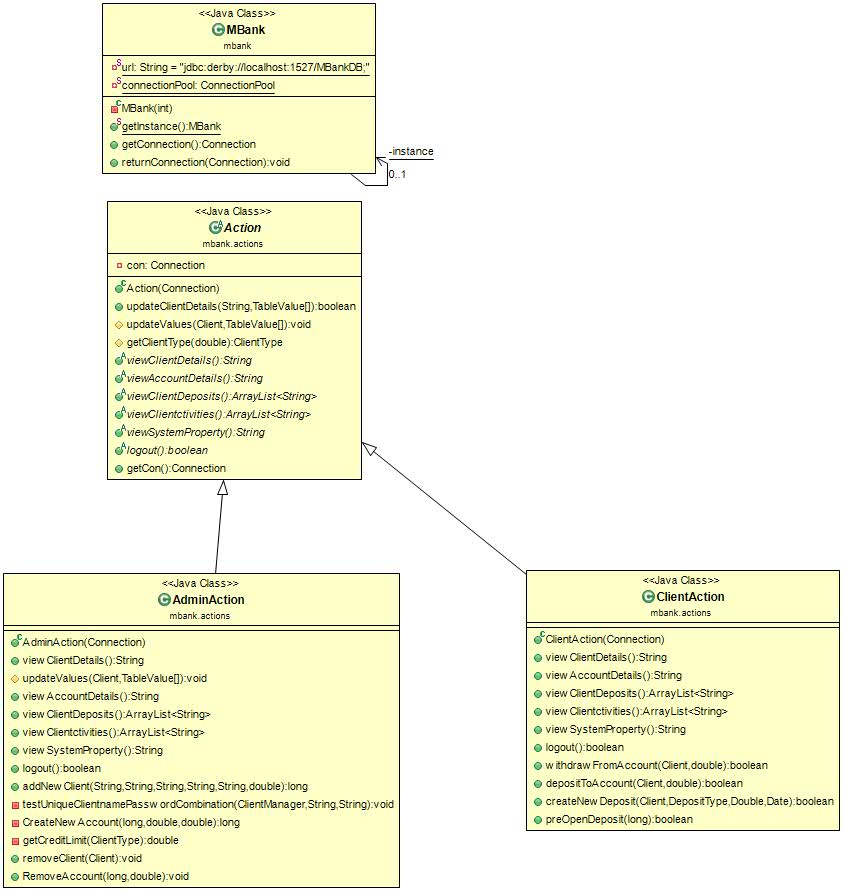 <<Java Class>>
MBank
mbank
url: String = "jdbc:derby://localhost:1527/MBankDB;"
connectionPool: ConnectionPool
MBank(int)
getInstance():MBank
getConnection():Connection
returnConnection(Connection):void
-instance
0..1
<<Java Class>>
Action
mbank.actions
con: Connection
Action(Connection)
updateClientDetails(String,TableValue[]):boolean
updateValues(Client,TableValue[]):void
getClientType(double):ClientType
viewClientDetails():String
viewAccountDetails():String
viewClientDeposits():ArrayList<String>
viewClientctivities():ArrayList<String>
viewSystemProperty():String
logout():boolean
getCon():Connection
<<Java Class>>
AdminAction
mbank.actions
AdminAction(Connection)
view ClientDetails():String
updateValues(Client,TableValue[]):void
view AccountDetails():String
view ClientDeposits():ArrayList<String>
view Clientctivities():ArrayList<String>
view SystemProperty():String
logout():boolean
addNew Client(String,String,String,String,String,double):long
testUniqueClientnamePassw ordCombination(ClientManager,String,String):void
CreateNew Account(long,double,double):long
getCreditLimit(ClientType):double
removeClient(Client):void
RemoveAccount(long,double):void
<<Java Class>>
ClientAction
mbank.actions
ClientAction(Connection)
view ClientDetails():String
view AccountDetails():String
view ClientDeposits():ArrayList<String>
view Clientctivities():ArrayList<String>
view SystemProperty():String
logout():boolean
withdraw FromAccount(Client,double):boolean
depositToAccount(Client,double):boolean
createNew Deposit(Client,DepositType,Double,Date):boolean
preOpenDeposit(long):boolean